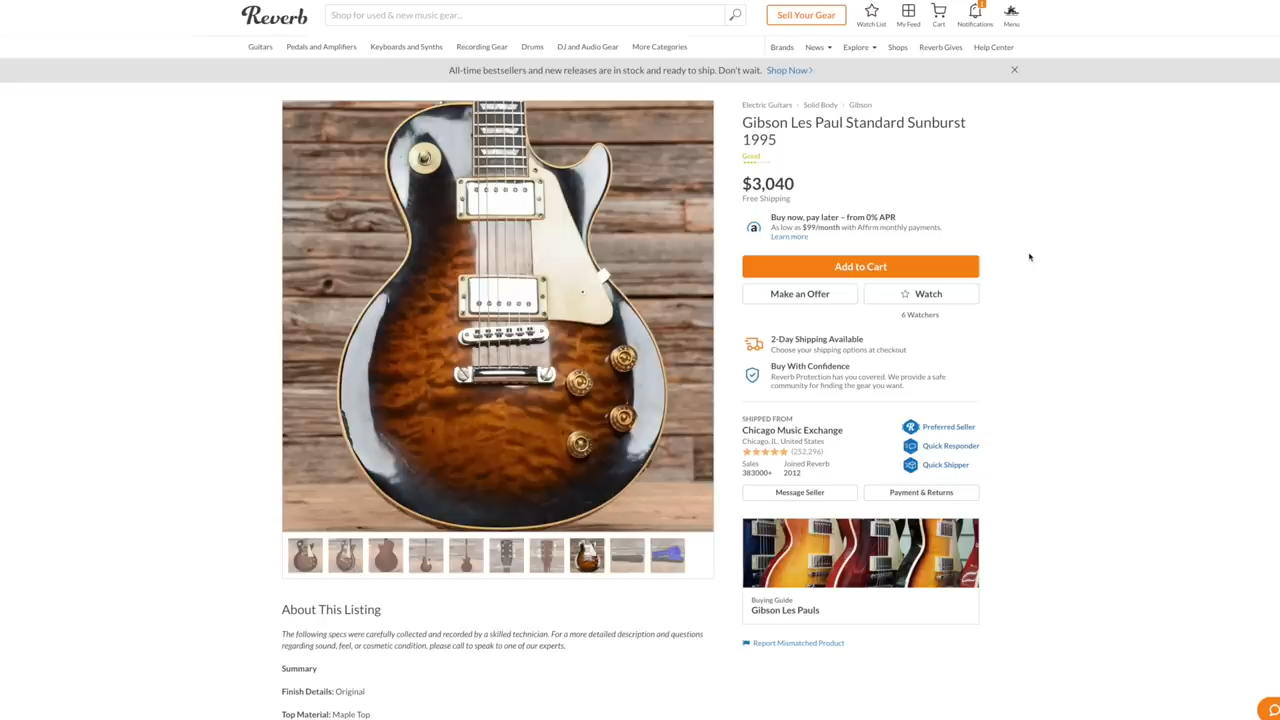 Reverb
Shop for used & new music gear...
Sell Your Gear
Watch List
My Feed
Cart
1
Notifications
Menu
Guitars
Pedals and Amplifiers
Keyboards and Synths
Recording Gear
Drums
DJ and Audio Gear
More Categories
Brands
News
Explore
Shops
Reverb Gives
Help Center
All-time bestsellers and new releases are in stock and ready to ship. Don't wait. Shop Now
Electric Guitars
Solid Body
Gibson
Gibson Les Paul Standard Sunburst
1995
Good
$3,040
Free Shipping
a
Buy now, pay later – from 0% APR
As low as $99/month with Affirm monthly payments.
Learn more
Add to Cart
Make an Offer
Watch
6 Watchers
2-Day Shipping Available
Choose your shipping options at checkout
Buy With Confidence
Reverb Protection has you covered. We provide a safe
community for finding the gear you want.
SHIPPED FROM
Chicago Music Exchange
Chicago, IL, United States
(252,296)
Sales
383000+
Joined Reverb
2012
Preferred Seller
Quick Responder
Quick Shipper
Message Seller
Payment & Returns
Buying Guide
Gibson Les Pauls
Report Mismatched Product
About This Listing
The following specs were carefully collected and recorded by a skilled technician. For a more detailed description and questions
regarding sound, feel, or cosmetic condition, please call to speak to one of our experts.
Summary
Finish Details: Original
Top Material: Maple Top